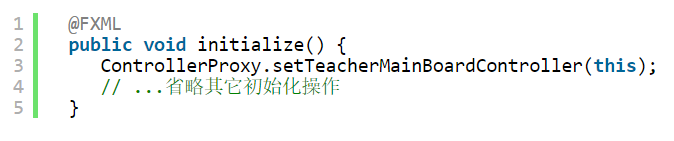 1 @FXML
2 public void initialize() {
3 ControllerProxy.setTeacherMainBoardController(this);
4 // ...省略其它初始化操作
5 }